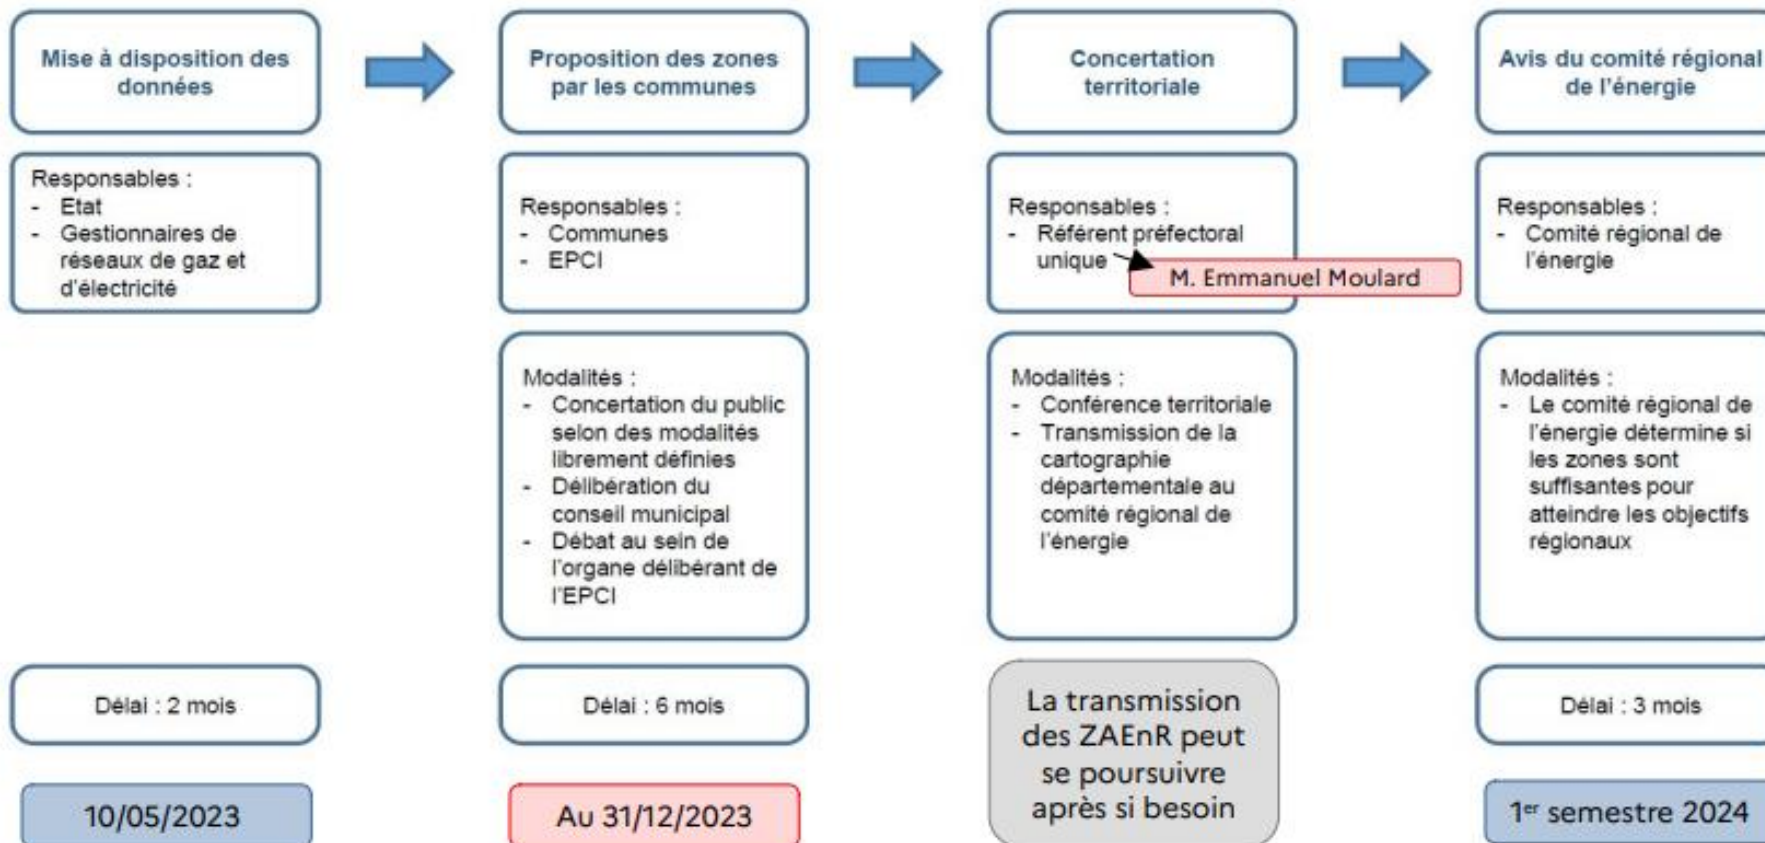 Mise à disposition des
données
Proposition des zones
par les communes
Concertation
territoriale
Avis du comité régional
de l'énergie
Responsables :
- Etat
- Gestionnaires de
réseaux de gaz et
d'électricité
Responsables :
- Communes
- EPCI
Responsables :
- Référent préfectoral
unique
M. Emmanuel Moulard
Responsables :
- Comité régional de
l'énergie
Modalités :
- Concertation du public
selon des modalités
librement définies
- Délibération du
conseil municipal
- Débat au sein de
l'organe délibérant de
l'EPCI
Modalités :
- Conférence territoriale
- Transmission de la
cartographie
départementale au
comité régional de
l'énergie
Modalités :
- Le comité régional de
l'énergie détermine si
les zones sont
suffisantes pour
atteindre les objectifs
régionaux
Délai : 2 mois
Délai : 6 mois
La transmission
des ZAEnR peut
se poursuivre
après si besoin
Délai : 3 mois
10/05/2023
Au 31/12/2023
1er semestre 2024